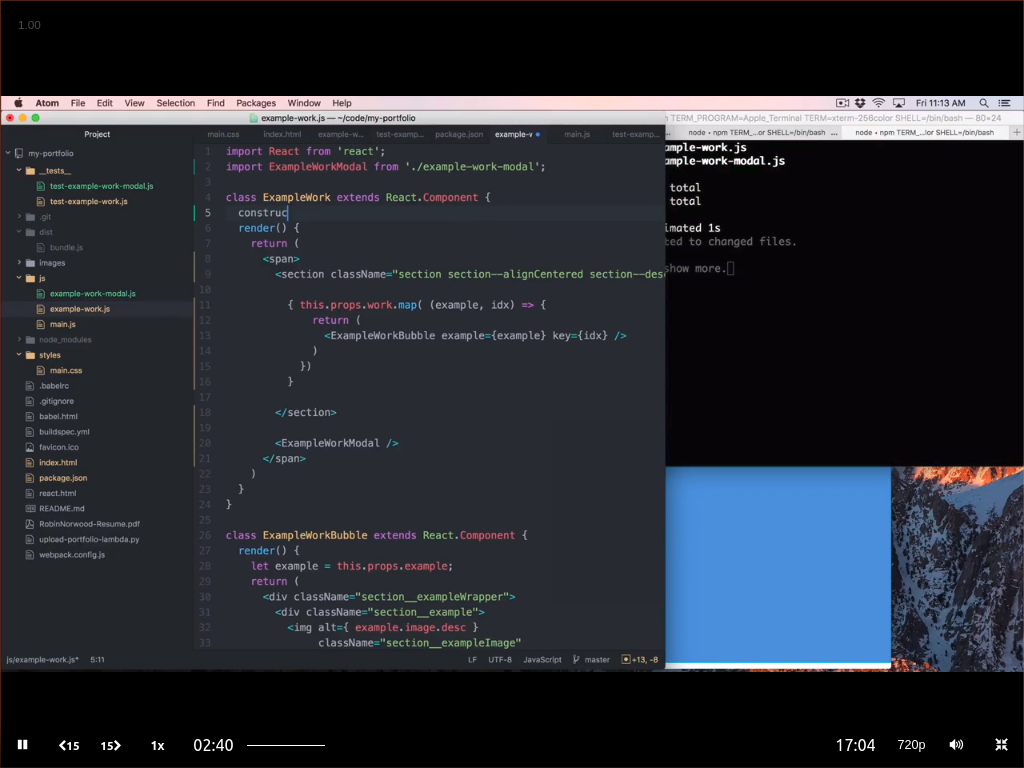 1.00
Atom File Edit View Selection Find Packages Window Help
Fri 11:13 AM
example-work.js — ~/code/my-portfolio
TERM_PROGRAM=Apple_Terminal TERM=xterm-256color SHELL=/bin/bash — 80×24
Project
main.css index.html example-w... test-examp... package.json example-v main.js test-examp...
node • npm TERM_...or SHELL=/bin/bash ... node • npm TERM_...lor SHELL=/bin/bash +
my-portfolio
__tests__
test-example-work-modal.js
test-example-work.js
.git
dist
bundle.js
images
js
example-work-modal.js
example-work.js
main.js
node_modules
styles
main.css
.babelrc
.gitignore
babel.html
buildspec.yml
favicon.ico
index.html
package.json
react.html
README.md
RobinNorwood-Resume.pdf
upload-portfolio-lambda.py
webpack.config.js
1 import React from 'react';
2 import ExampleWorkModal from './example-work-modal';
3
4 class ExampleWork extends React.Component {
5 construc
6 render() {
7 return (
8 <span>
9 <section className="section section--alignCentered section--des
10
11 { this.props.work.map( (example, idx) => {
12 return (
13 <ExampleWorkBubble example={example} key={idx} />
14 )
15 })
16 }
17
18 </section>
19
20 <ExampleWorkModal />
21 </span>
22 )
23 }
24 }
25
26 class ExampleWorkBubble extends React.Component {
27 render() {
28 let example = this.props.example;
29 return (
30 <div className="section__exampleWrapper">
31 <div className="section__example">
32 <img alt={ example.image.desc }
33 className="section__exampleImage"
ample-work.js
ample-work-modal.js
total
total
imated 1s
ted to changed files.
show more.
js/example-work.js* 5:11
LF UTF-8 JavaScript master +13, -8
15 15 1x 02:40 17:04 720p